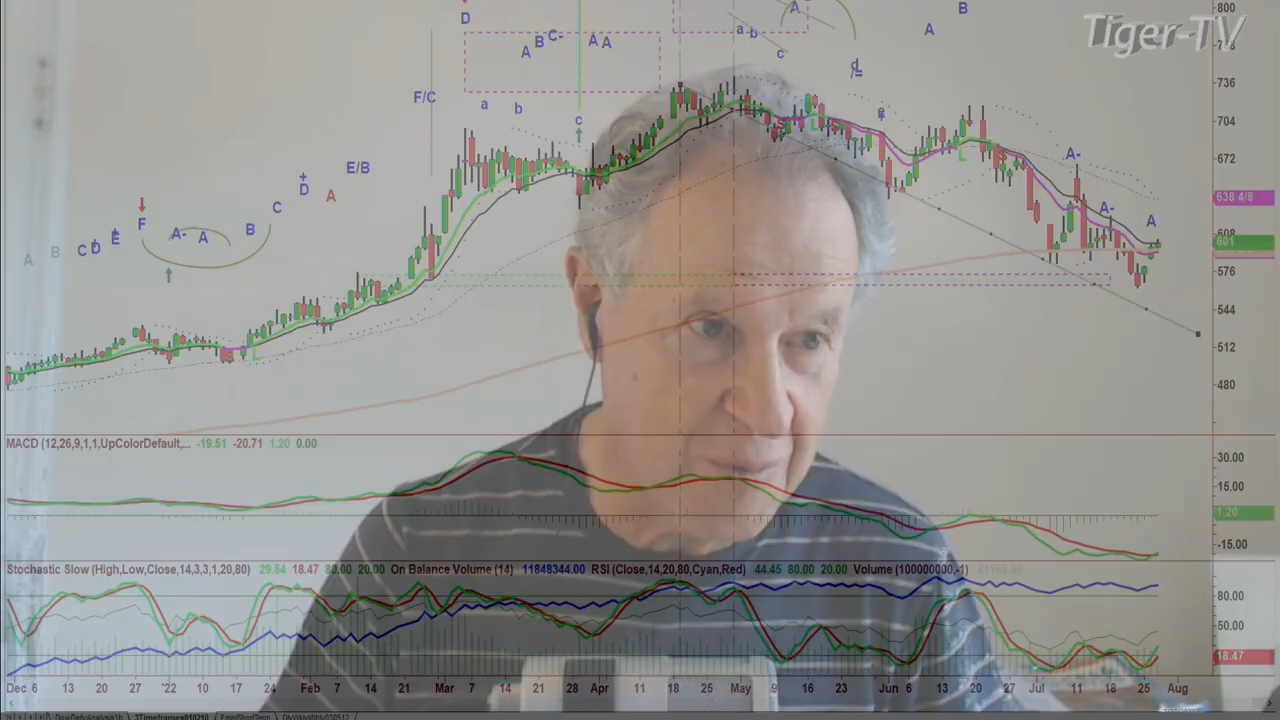 Tiger-TV
800
768
736
704
672
638 4/8
608
601
576
544
512
480
D
A B C- A A
A
a b
c
d
B
A
F/C
a b
c
E/B
D
A
F
C
B
A- A
A B C D E
A-
A-
A
S L
L
L
MACD (12,26,9,1,1,UpColorDefault,... -19.51 -20.71 1.20 0.00
30.00
15.00
1.20
-15.00
Stochastic Slow (High,Low,Close,14,3,3,1,20,80) 29.64 18.47 80.00 20.00 On Balance Volume (14) 11848344.00 RSI (Close,14,20,80,Cyan,Red) 44.45 80.00 20.00 Volume (100000000,-1)
80.00
50.00
18.47
Dec 6 13 20 27 '22 10 17 24 Feb 7 14 21 Mar 7 14 21 28 Apr 11 18 25 May 9 16 23 Jun 6 13 20 27 Jul 11 18 25 Aug
3Timeframes010210